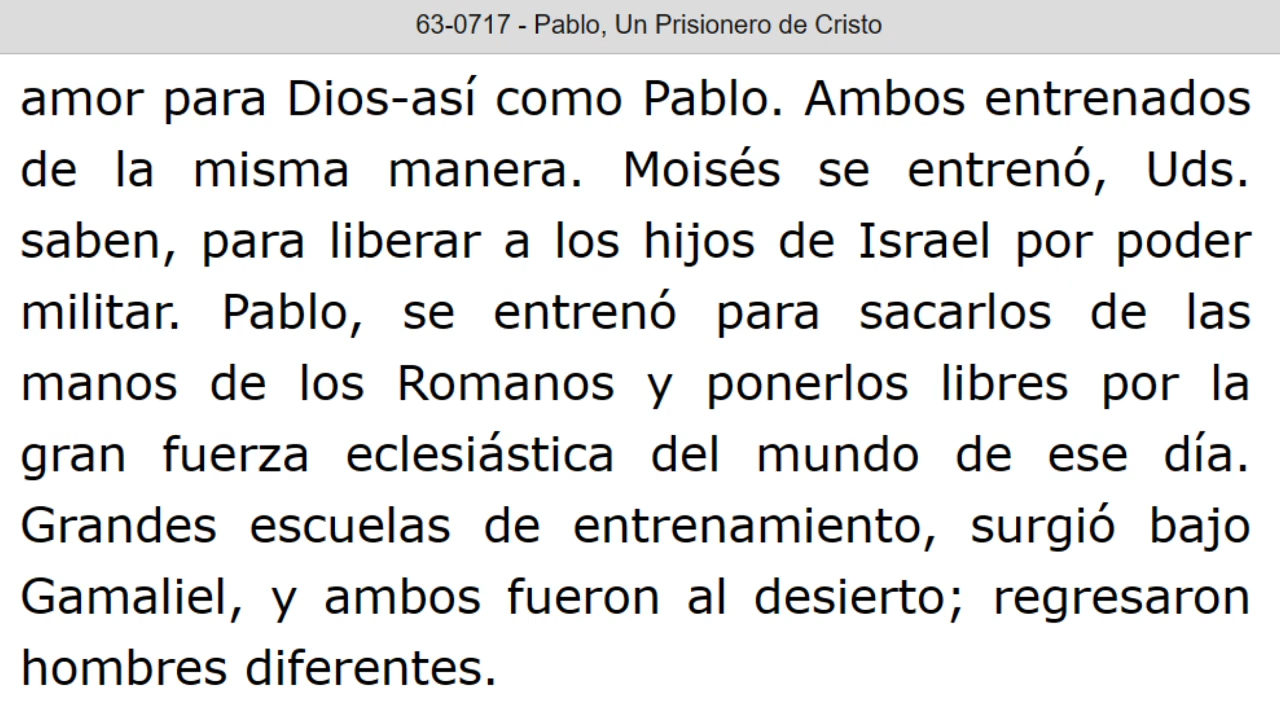 63-0717 - Pablo, Un Prisionero de Cristo
amor para Dios-así como Pablo. Ambos entrenados
de la misma manera. Moisés se entrenó, Uds.
saben, para liberar a los hijos de Israel por poder
militar. Pablo, se entrenó para sacarlos de las
manos de los Romanos y ponerlos libres por la
gran fuerza eclesiástica del mundo de ese día.
Grandes escuelas de entrenamiento, surgió bajo
Gamaliel, y ambos fueron al desierto; regresaron
hombres diferentes.